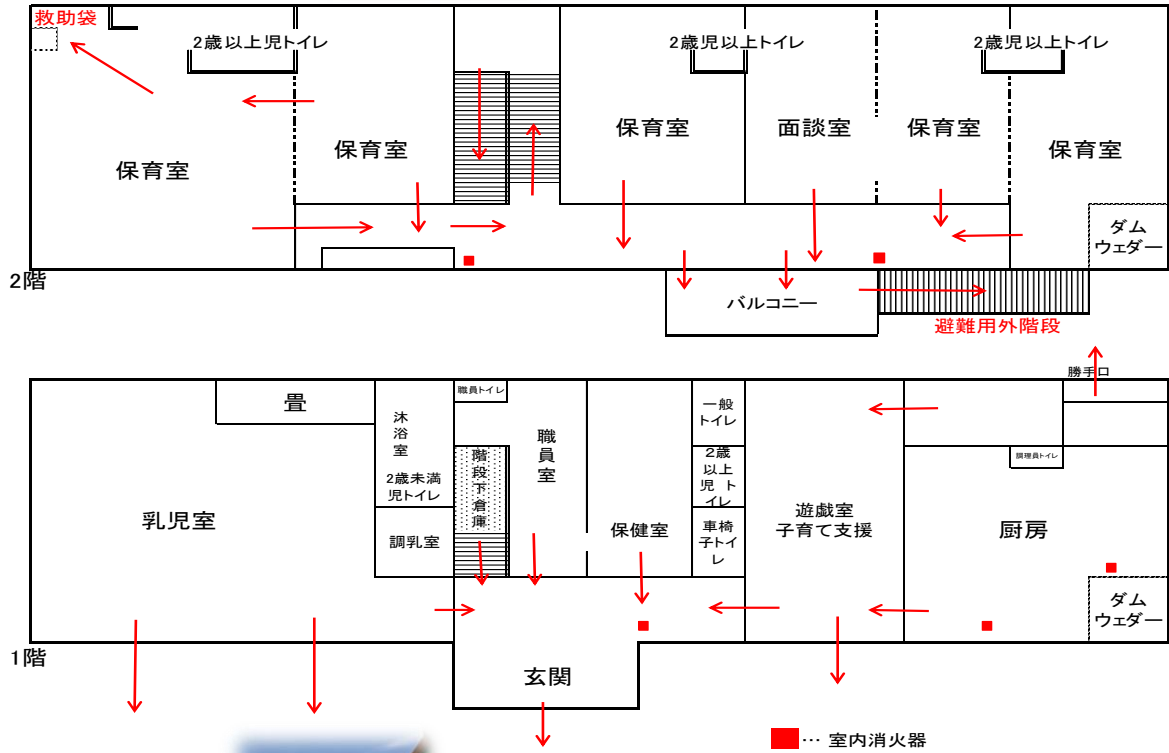 救助袋
2歳以上児トイレ
2歳児以上トイレ
2歳児以上トイレ
保育室
保育室
保育室
面談室
保育室
保育室
ダム
ウェダー
2階
バルコニー
避難用外階段
勝手口
畳
沐浴室
2歳未満
児トイレ
調乳室
乳児室
職員トイレ
階段下倉庫
職員室
保健室
一般
トイレ
2歳
以上
児 ト
イレ
車椅
子トイ
レ
遊戯室
子育て支援
調理員トイレ
厨房
ダム
ウェダー
1階
玄関
… 室内消火器